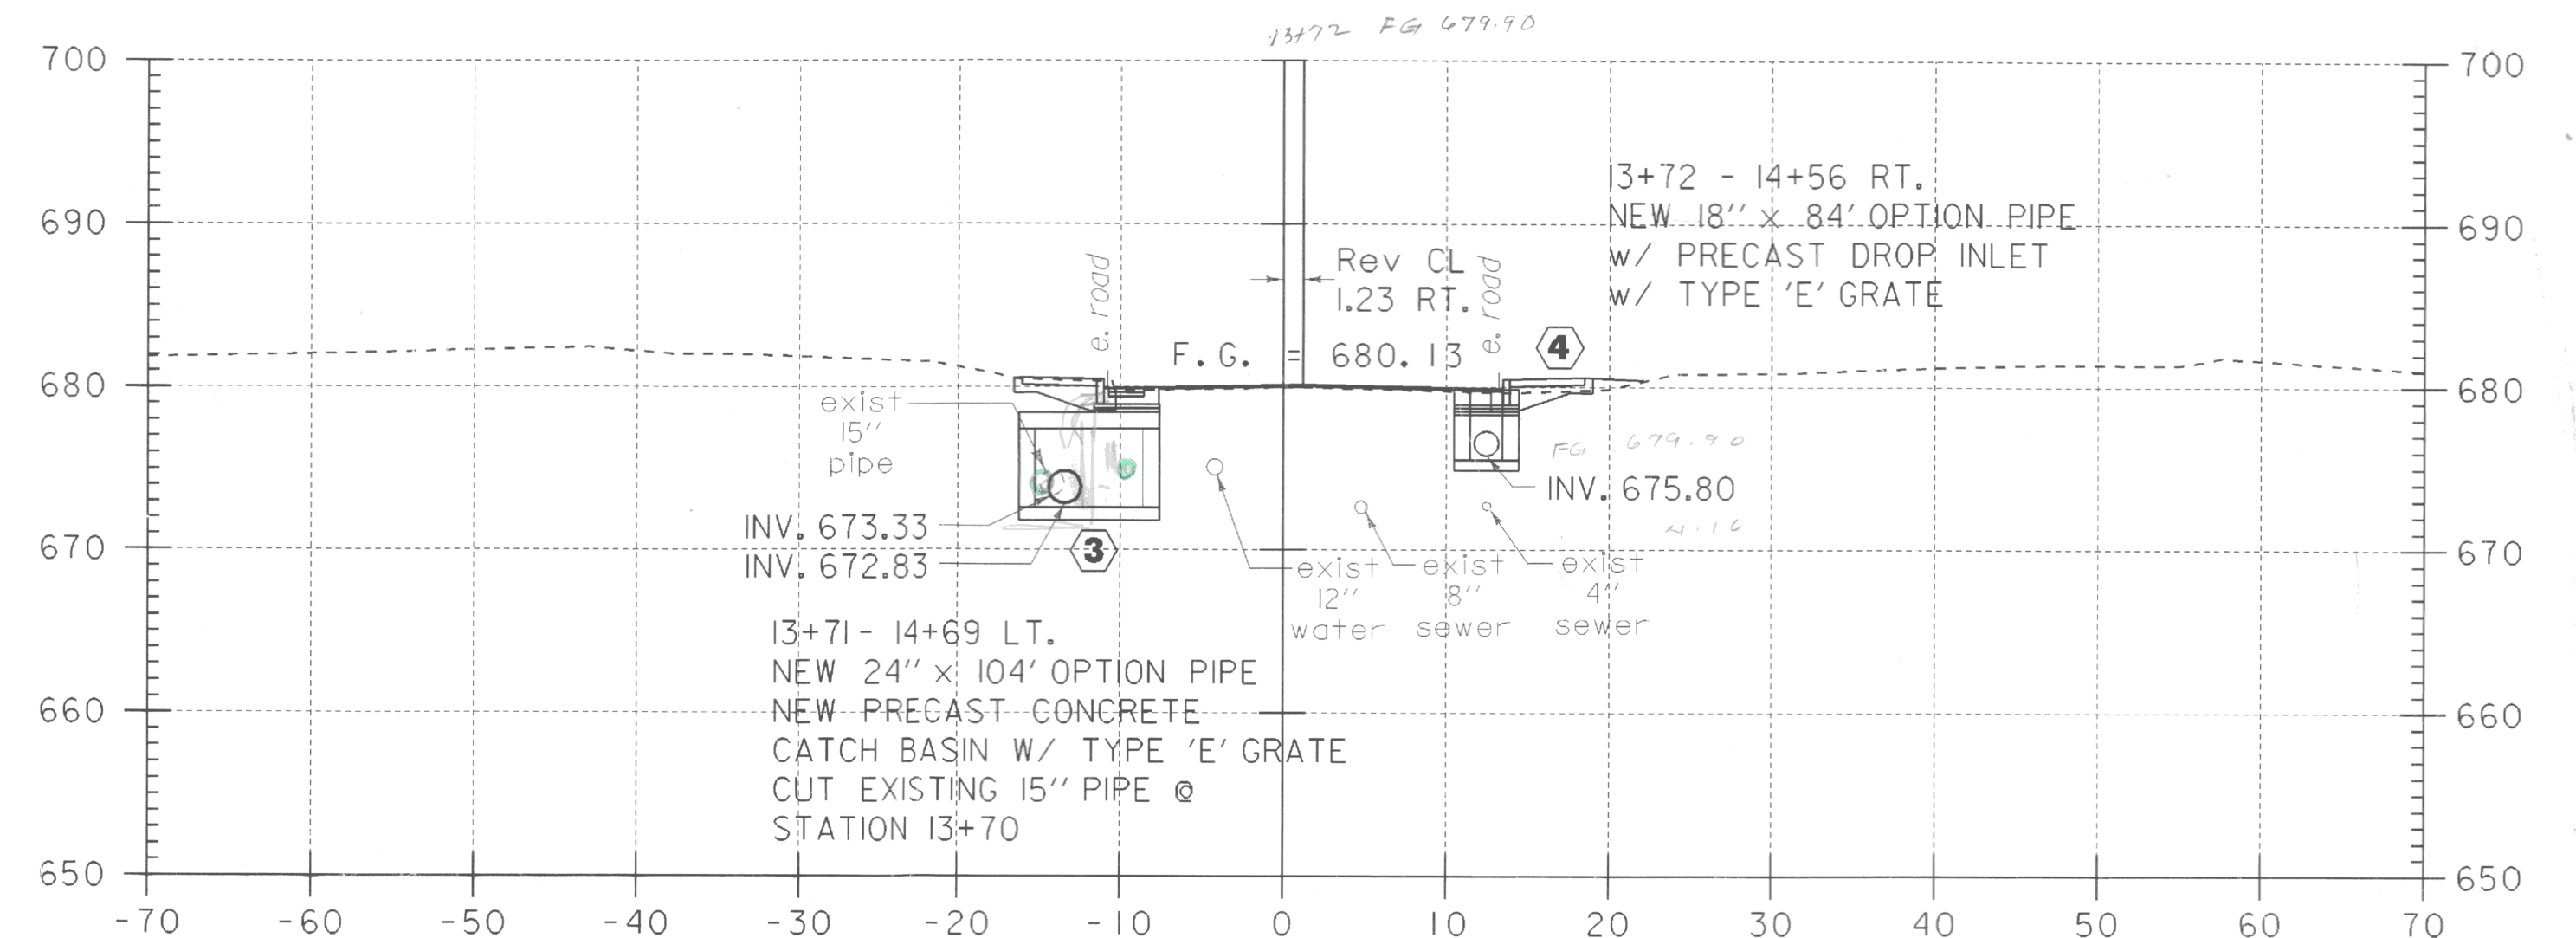 13+72 FG 679.90
700
700
13+72 - 14+56 RT.
NEW 18" x 84' OPTION PIPE
w/ PRECAST DROP INLET
w/ TYPE 'E' GRATE
690
690
Rev CL
1.23 RT.
e. road
e. road
F.G. = 680.13
4
680
680
exist
15"
pipe
FG 679.90
INV. 675.80
4.10
INV. 673.33
INV. 672.83
3
670
670
exist
12"
water
exist
8"
sewer
exist
4"
sewer
13+71 - 14+69 LT.
NEW 24" x 104' OPTION PIPE
NEW PRECAST CONCRETE
CATCH BASIN W/ TYPE 'E' GRATE
CUT EXISTING 15" PIPE @
STATION 13+70
660
660
650
650
-70 -60 -50 -40 -30 -20 -10 0 10 20 30 40 50 60 70